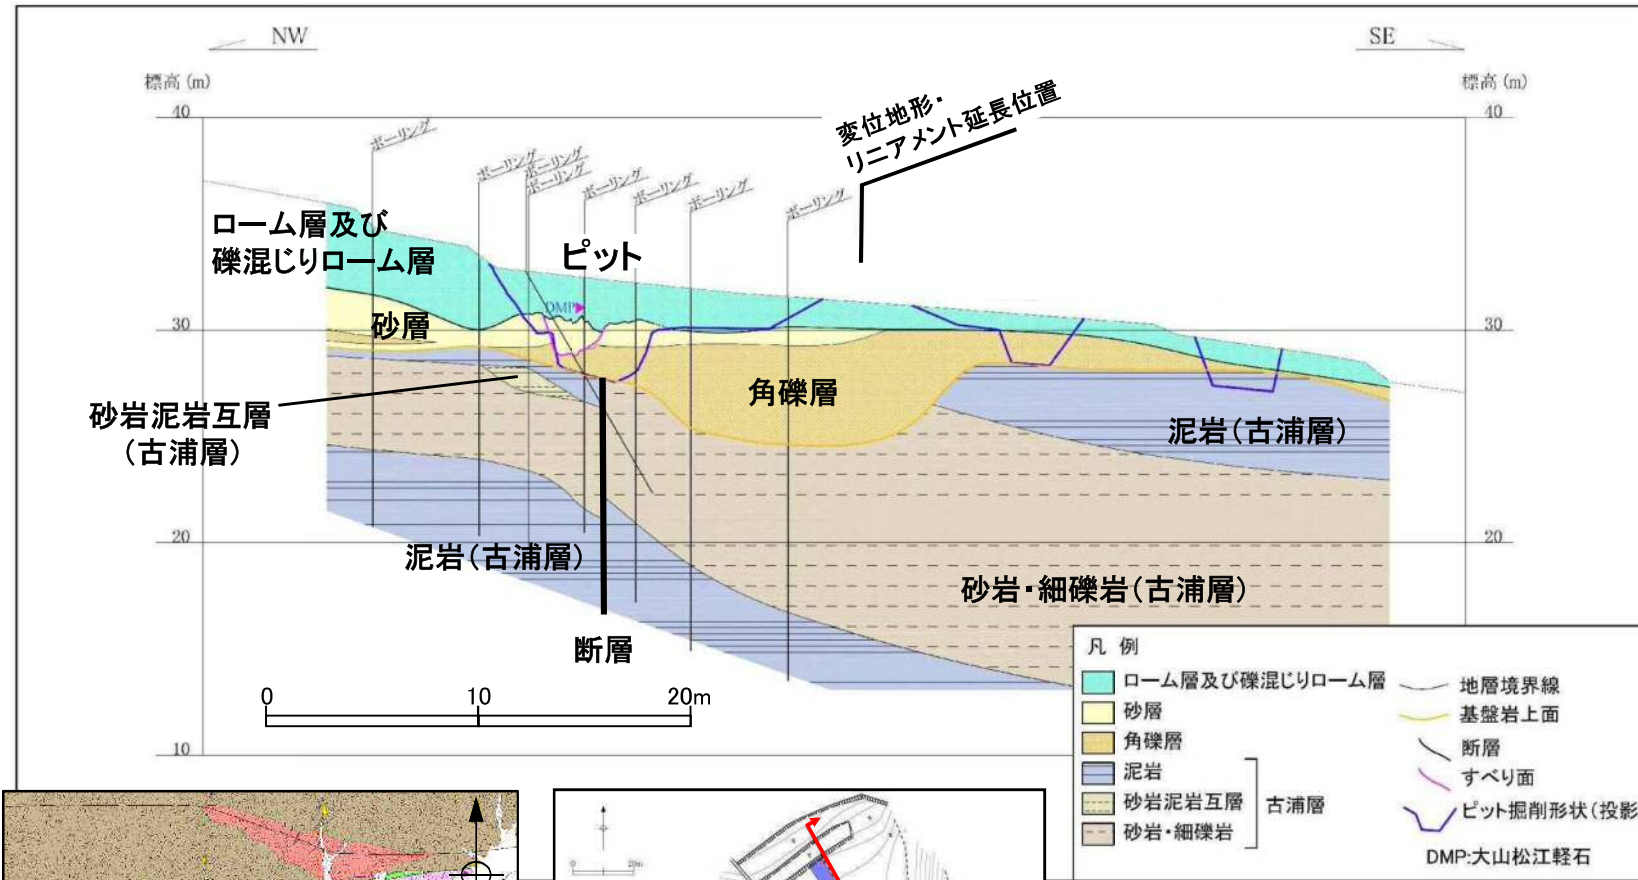 NW
SE
標高(m)
標高(m)
40
40
変位地形・
リニアメント延長位置
ボーリング
ボーリング
ボーリング
ボーリング
ボーリング
ボーリング
ボーリング
ボーリング
ローム層及び
礫混じりローム層
ピット
DMP
砂層
30
30
角礫層
砂岩泥岩互層
(古浦層)
泥岩(古浦層)
20
20
泥岩(古浦層)
砂岩・細礫岩(古浦層)
断層
0 10 20m
10
凡 例
ローム層及び礫混じりローム層
砂層
角礫層
泥岩
砂岩泥岩互層
砂岩・細礫岩
古浦層
地層境界線
基盤岩上面
断層
すべり面
ピット掘削形状(投影
DMP:大山松江軽石
0 20m